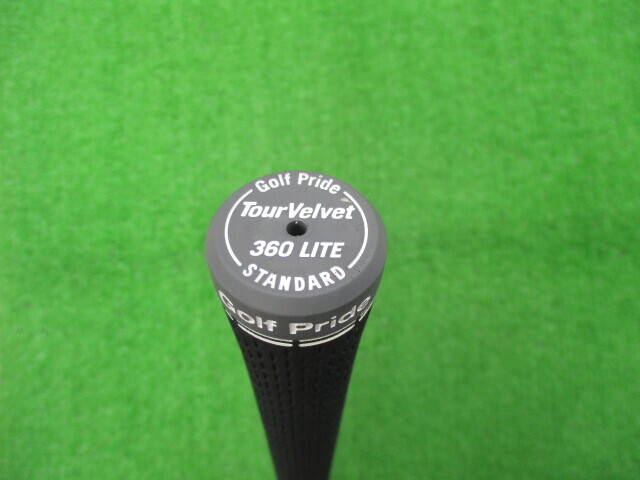 Golf Pride
TourVelvet
360 LITE
STANDARD
Golf Pride